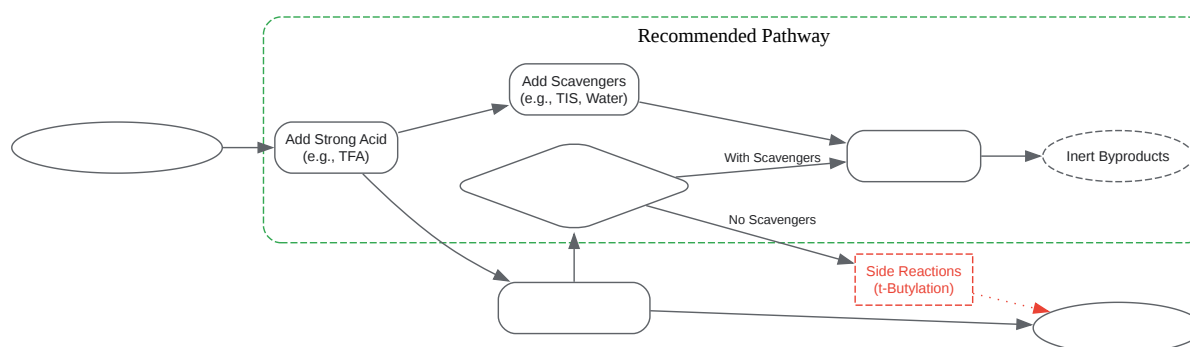 Recommended Pathway
Add Scavengers
(e.g., TIS, Water)
Add Strong Acid
(e.g., TFA)
With Scavengers
Inert Byproducts
No Scavengers
Side Reactions
(t-Butylation)